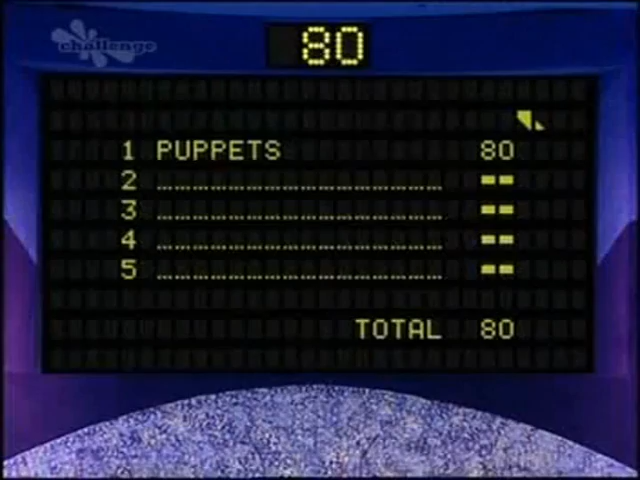 challenge
80
1 PUPPETS 80
2 .............................. --
3 .............................. --
4 .............................. --
5 .............................. --
TOTAL 80